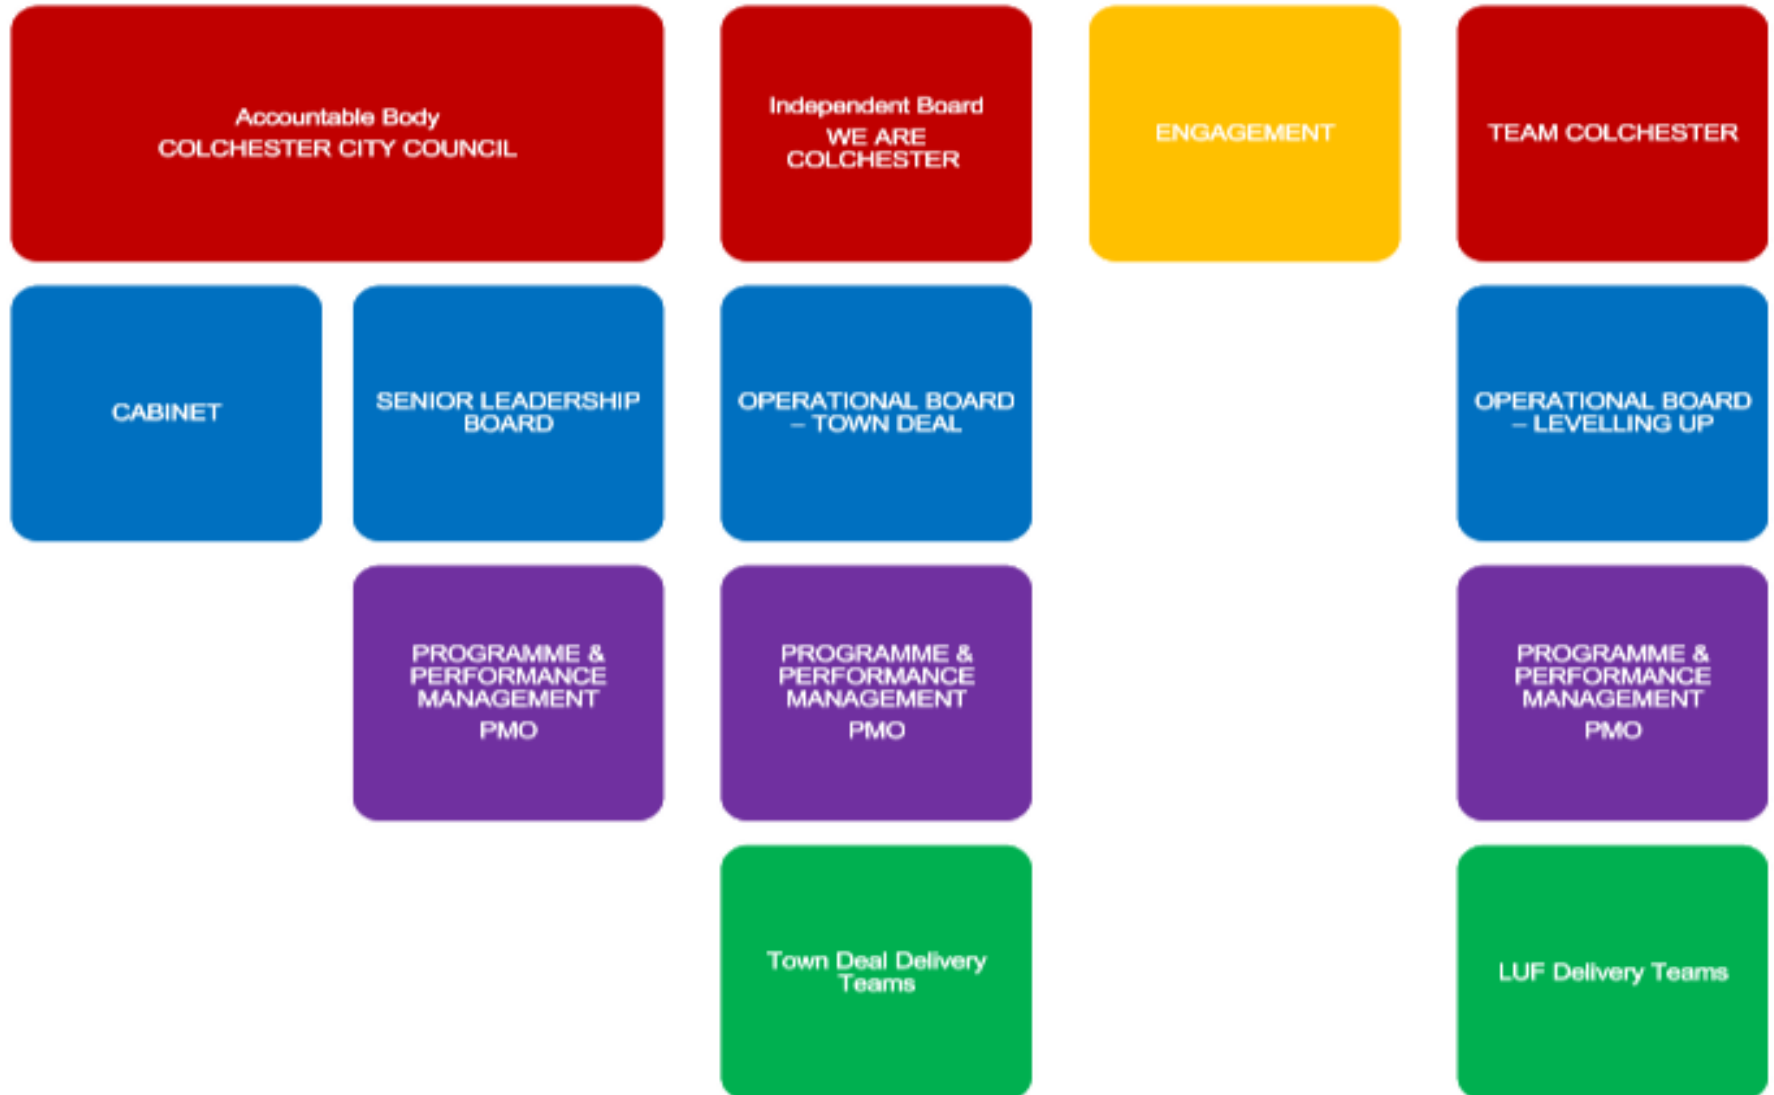 Accountable Body
COLCHESTER CITY COUNCIL
Independent Board
WE ARE
COLCHESTER
ENGAGEMENT
TEAM COLCHESTER
CABINET
SENIOR LEADERSHIP
BOARD
OPERATIONAL BOARD
– TOWN DEAL
OPERATIONAL BOARD
– LEVELLING UP
PROGRAMME &
PERFORMANCE
MANAGEMENT
PMO
PROGRAMME &
PERFORMANCE
MANAGEMENT
PMO
PROGRAMME &
PERFORMANCE
MANAGEMENT
PMO
Town Deal Delivery
Teams
LUF Delivery Teams